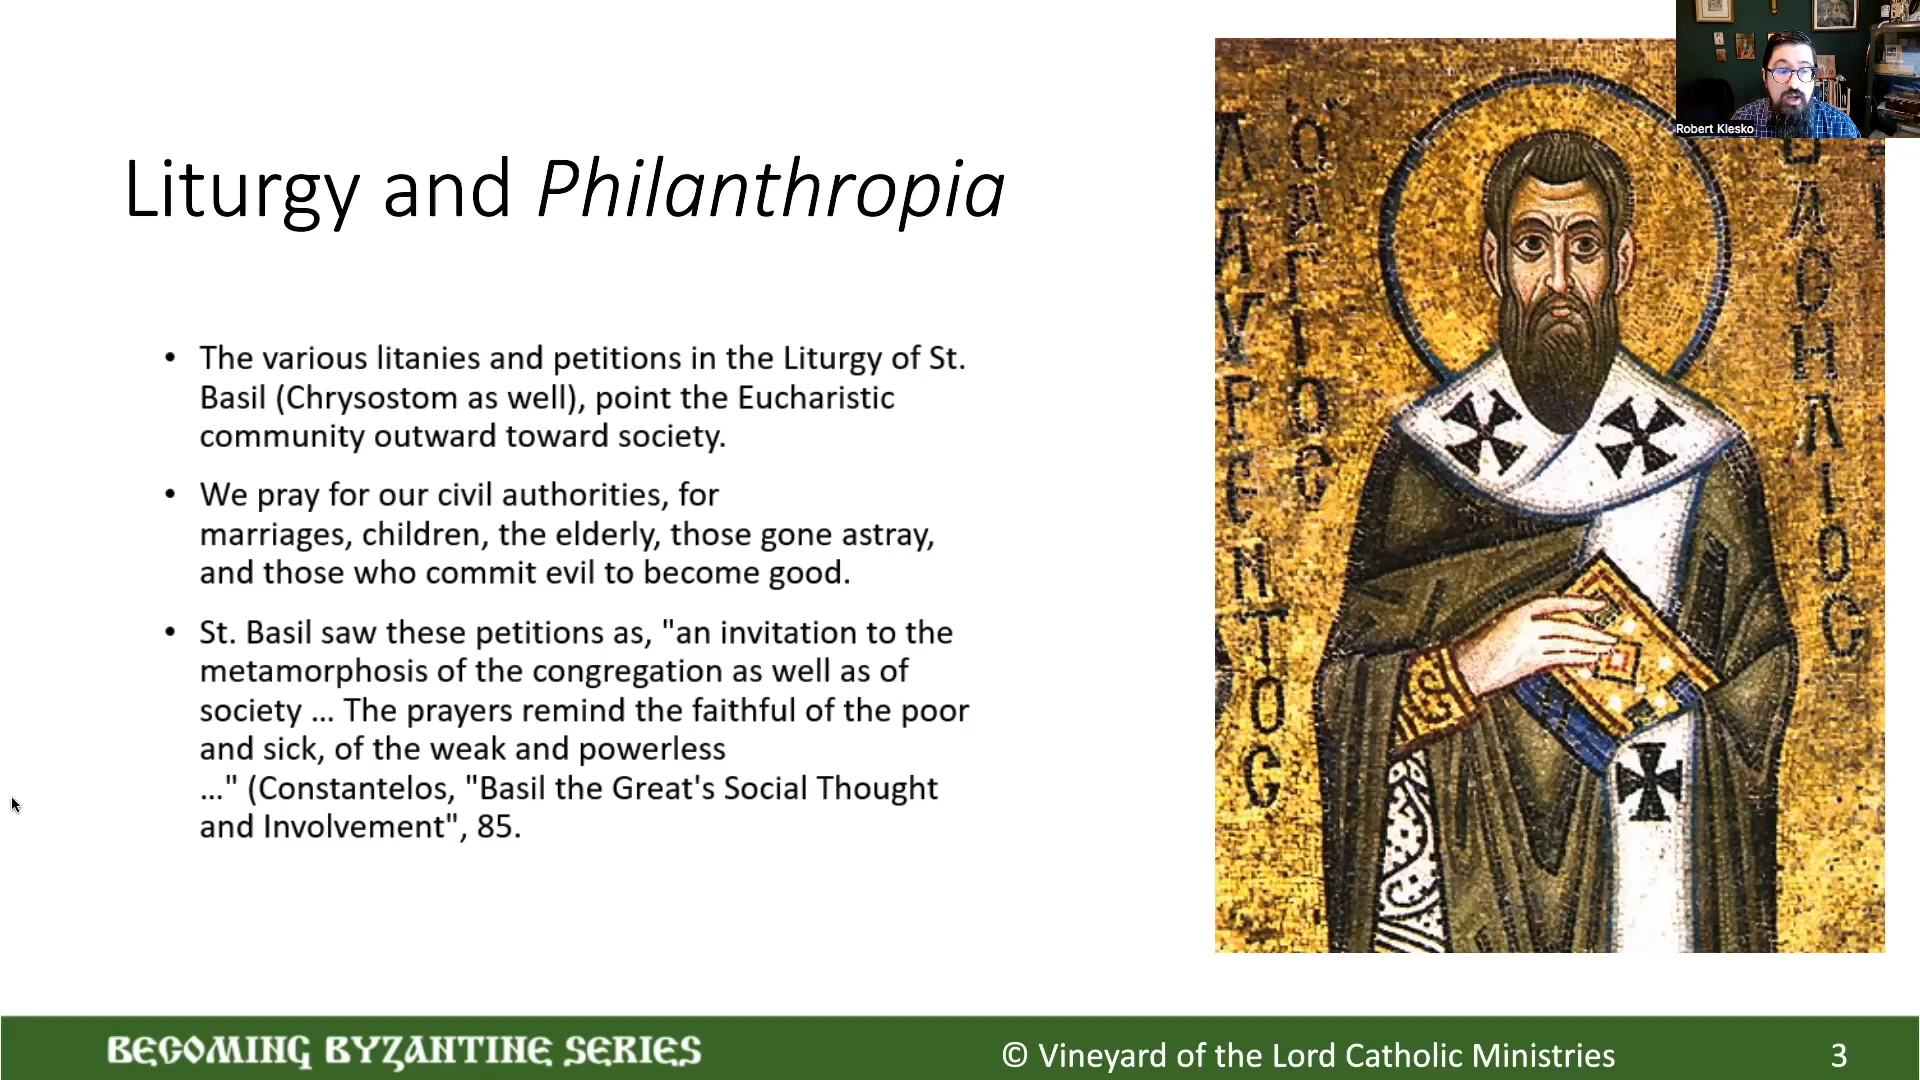 Robert Klesko
Liturgy and Philanthropia
• The various litanies and petitions in the Liturgy of St.
Basil (Chrysostom as well), point the Eucharistic
community outward toward society.
• We pray for our civil authorities, for
marriages, children, the elderly, those gone astray,
and those who commit evil to become good.
• St. Basil saw these petitions as, "an invitation to the
metamorphosis of the congregation as well as of
society ... The prayers remind the faithful of the poor
and sick, of the weak and powerless
..." (Constantelos, "Basil the Great's Social Thought
and Involvement", 85.
BECOMING BYZANTINE SERIES
© Vineyard of the Lord Catholic Ministries
3